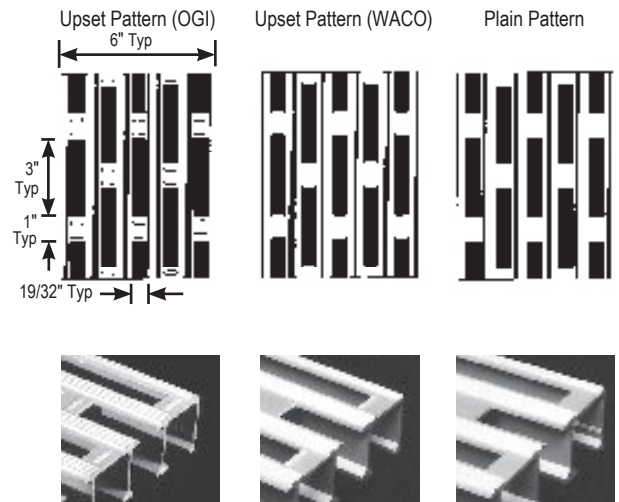 Upset Pattern (OGI)
Upset Pattern (WACO)
Plain Pattern
6" Typ
3"
Typ
1"
Typ
19/32" Typ